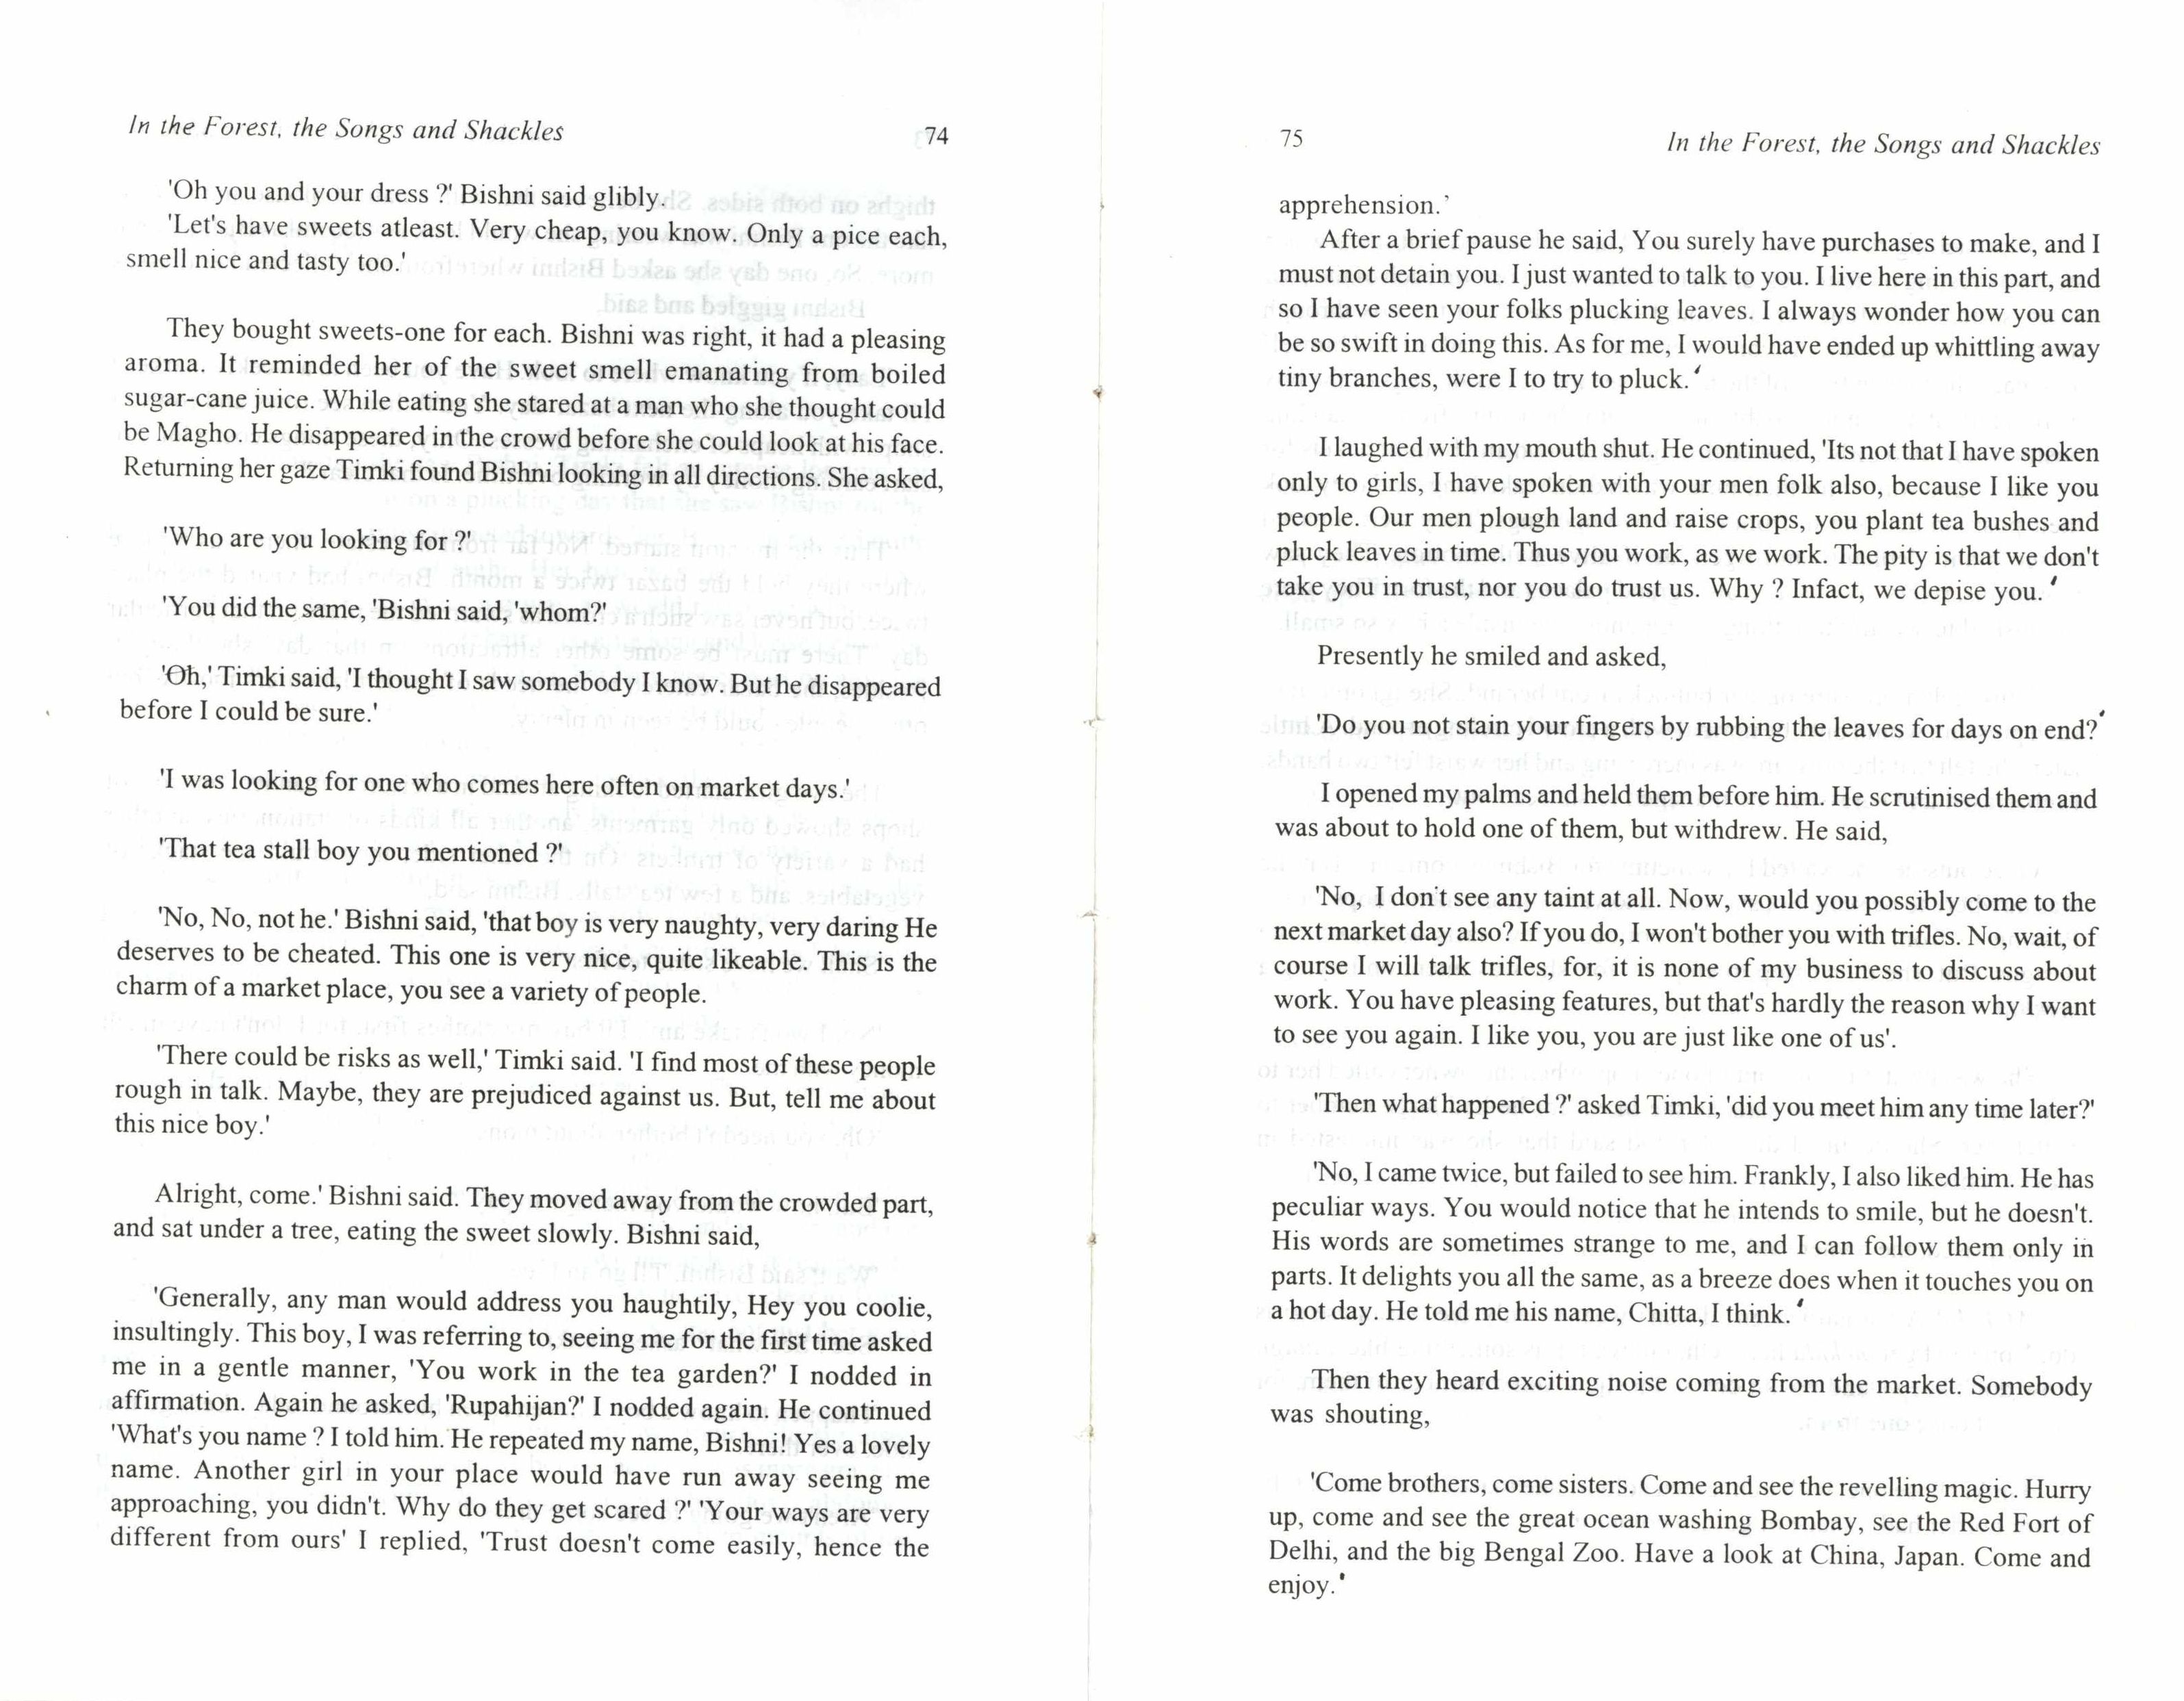 In the Forest, the Songs and Shackles 74
'Oh you and your dress ?' Bishni said glibly.
'Let's have sweets atleast. Very cheap, you know. Only a pice each,
smell nice and tasty too.'
They bought sweets-one for each. Bishni was right, it had a pleasing
aroma. It reminded her of the sweet smell emanating from boiled
sugar-cane juice. While eating she stared at a man who she thought could
be Magho. He disappeared in the crowd before she could look at his face.
Returning her gaze Timki found Bishni looking in all directions. She asked,
'Who are you looking for ?'
'You did the same, 'Bishni said, 'whom?'
'Oh,' Timki said, 'I thought I saw somebody I know. But he disappeared
before I could be sure.'
'I was looking for one who comes here often on market days.'
'That tea stall boy you mentioned ?'
'No, No, not he.' Bishni said, 'that boy is very naughty, very daring He
deserves to be cheated. This one is very nice, quite likeable. This is the
charm of a market place, you see a variety of people.
'There could be risks as well,' Timki said. 'I find most of these people
rough in talk. Maybe, they are prejudiced against us. But, tell me about
this nice boy.'
Alright, come.' Bishni said. They moved away from the crowded part,
and sat under a tree, eating the sweet slowly. Bishni said,
'Generally, any man would address you haughtily, Hey you coolie,
insultingly. This boy, I was referring to, seeing me for the first time asked
me in a gentle manner, 'You work in the tea garden?' I nodded in
affirmation. Again he asked, 'Rupahijan?' I nodded again. He continued
'What's you name ? I told him. He repeated my name, Bishni! Yes a lovely
name. Another girl in your place would have run away seeing me
approaching, you didn't. Why do they get scared ?' 'Your ways are very
different from ours' I replied, 'Trust doesn't come easily, hence the
75 In the Forest, the Songs and Shackles
apprehension.'
After a brief pause he said, You surely have purchases to make, and I
must not detain you. I just wanted to talk to you. I live here in this part, and
so I have seen your folks plucking leaves. I always wonder how you can
be so swift in doing this. As for me, I would have ended up whittling away
tiny branches, were I to try to pluck.'
I laughed with my mouth shut. He continued, 'Its not that I have spoken
only to girls, I have spoken with your men folk also, because I like you
people. Our men plough land and raise crops, you plant tea bushes and
pluck leaves in time. Thus you work, as we work. The pity is that we don't
take you in trust, nor you do trust us. Why ? Infact, we depise you.'
Presently he smiled and asked,
'Do you not stain your fingers by rubbing the leaves for days on end?'
I opened my palms and held them before him. He scrutinised them and
was about to hold one of them, but withdrew. He said,
'No, I don't see any taint at all. Now, would you possibly come to the
next market day also? If you do, I won't bother you with trifles. No, wait, of
course I will talk trifles, for, it is none of my business to discuss about
work. You have pleasing features, but that's hardly the reason why I want
to see you again. I like you, you are just like one of us'.
'Then what happened ?' asked Timki, 'did you meet him any time later?'
'No, I came twice, but failed to see him. Frankly, I also liked him. He has
peculiar ways. You would notice that he intends to smile, but he doesn't.
His words are sometimes strange to me, and I can follow them only in
parts. It delights you all the same, as a breeze does when it touches you on
a hot day. He told me his name, Chitta, I think.'
Then they heard exciting noise coming from the market. Somebody
was shouting,
'Come brothers, come sisters. Come and see the revelling magic. Hurry
up, come and see the great ocean washing Bombay, see the Red Fort of
Delhi, and the big Bengal Zoo. Have a look at China, Japan. Come and
enjoy.'